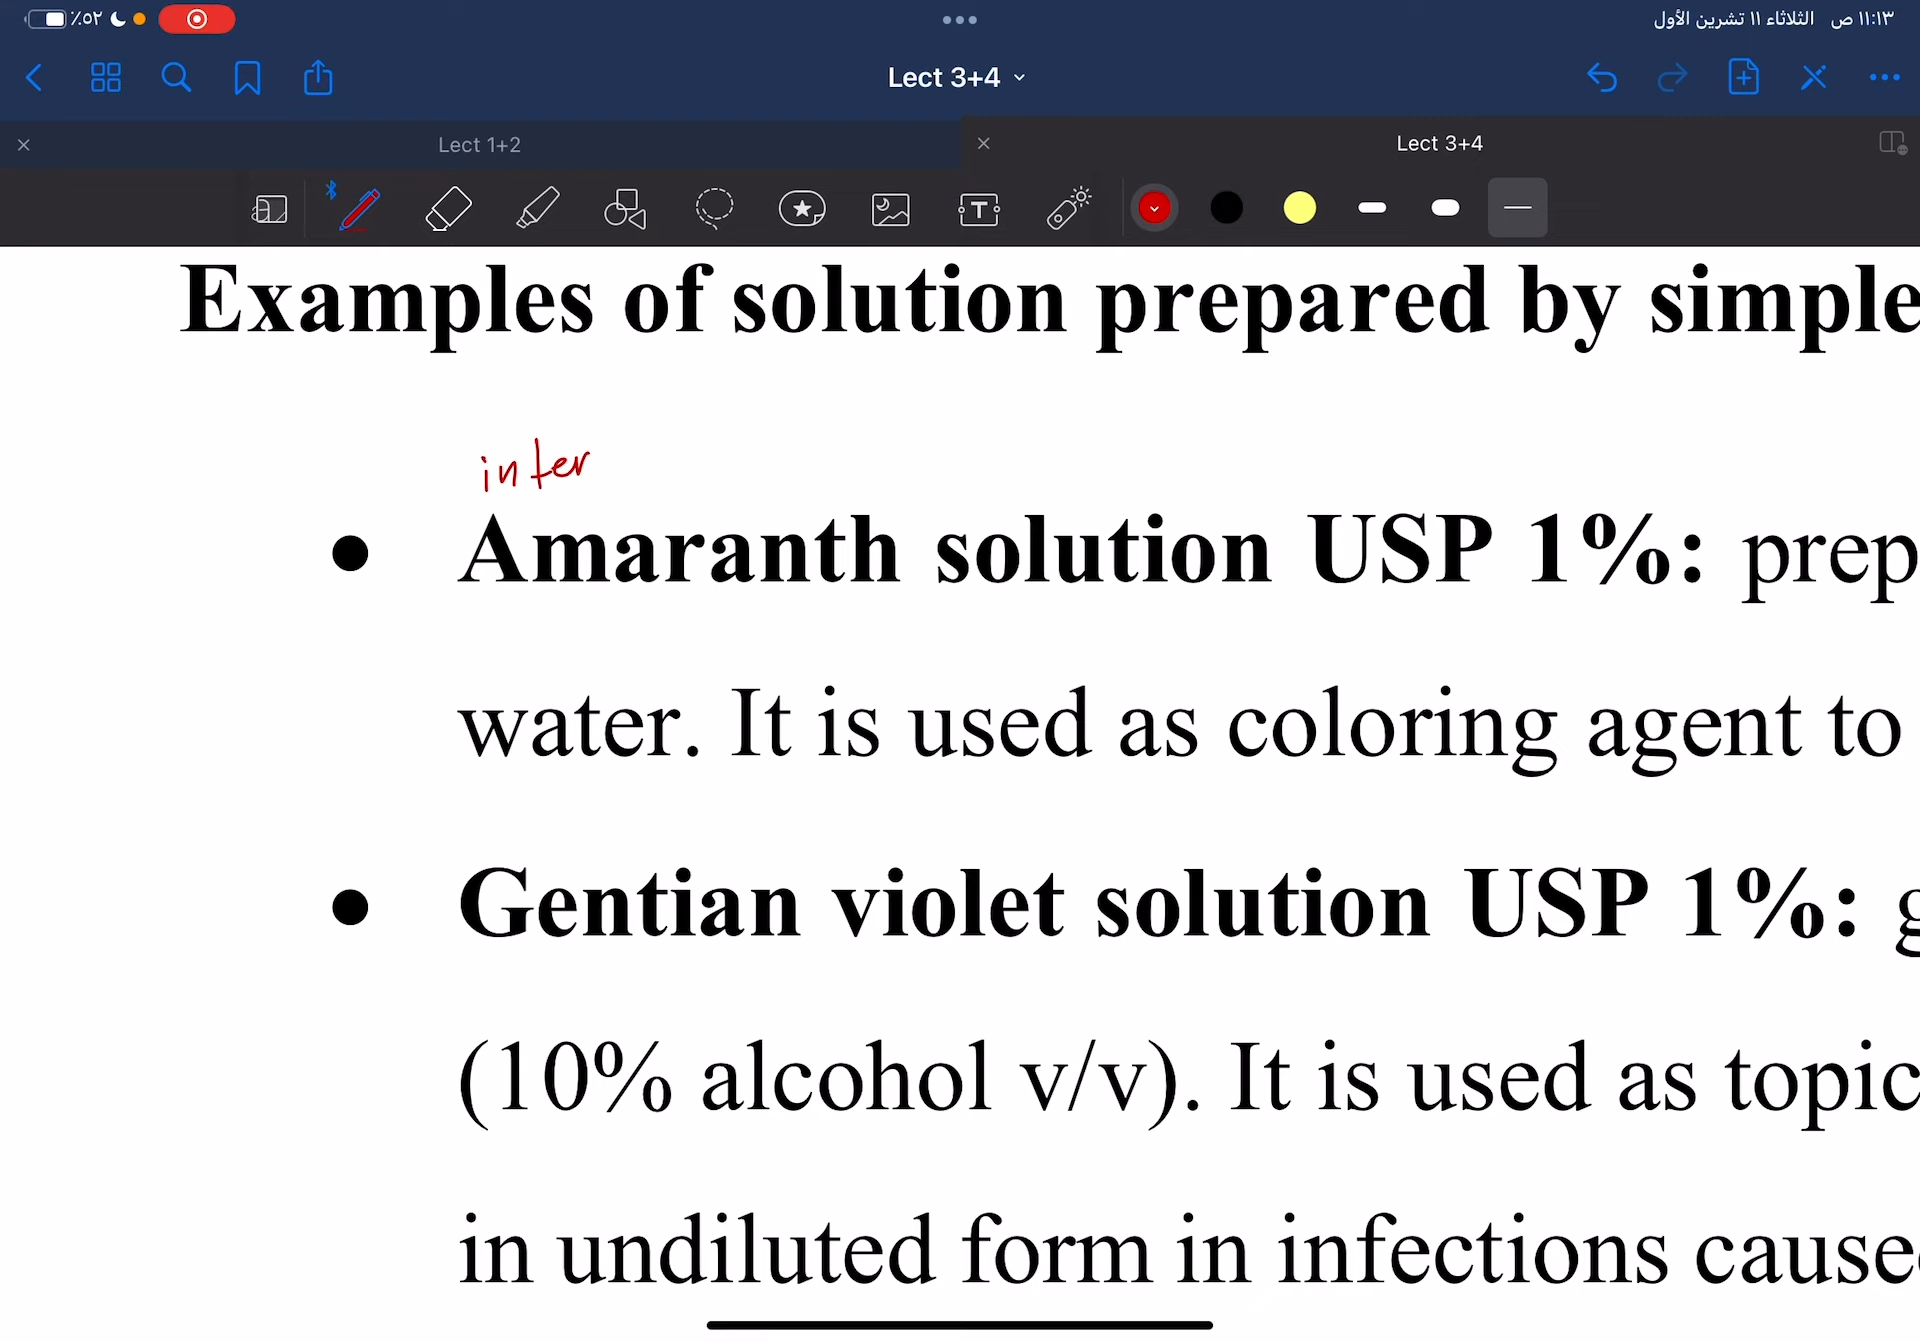 ٪٥٢ الثلاثاء ١١ تشرين الأول ١١:١٣ ص
Lect 3+4
Lect 1+2 Lect 3+4
Examples of solution prepared by simple
inter
• Amaranth solution USP 1%: prep
water. It is used as coloring agent to
• Gentian violet solution USP 1%: g
(10% alcohol v/v). It is used as topic
in undiluted form in infections cause